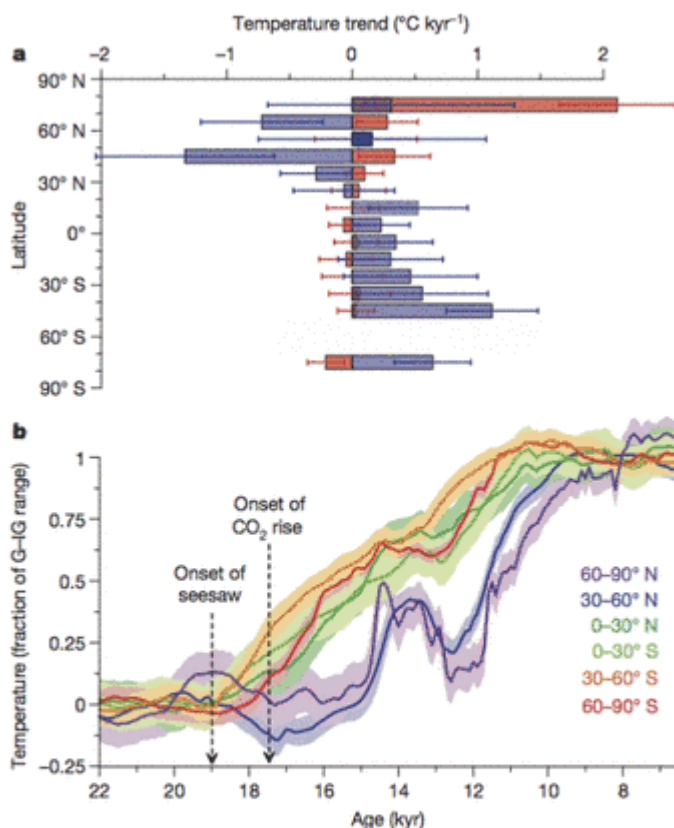 Temperature trend (°C kyr⁻¹)
−2 −1 0 1 2
a
90° N
60° N
30° N
0°
30° S
60° S
90° S
Latitude
b
1
0.75
0.5
0.25
0
−0.25
Temperature (fraction of G–IG range)
Onset of
CO₂ rise
Onset of
seesaw
60–90° N
30–60° N
0–30° N
0–30° S
30–60° S
60–90° S
22 20 18 16 14 12 10 8
Age (kyr)